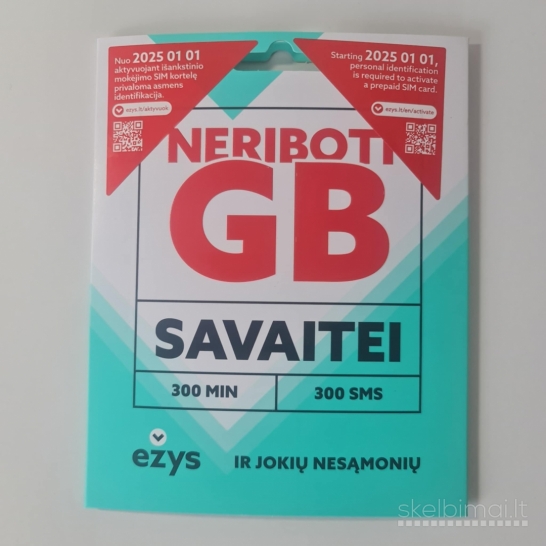 Nuo 2025 01 01
aktyvuojant išankstinio
mokėjimo SIM kortelę
privaloma asmens
identifikacija.
ezys.lt/aktyvuok
Starting 2025 01 01,
personal identification
is required to activate
a prepaid SIM card.
ezys.lt/en/activate
NERIBOTI
GB
SAVAITEI
300 MIN
300 SMS
ežys
IR JOKIŲ NESĄMONIŲ
skelbimai.lt